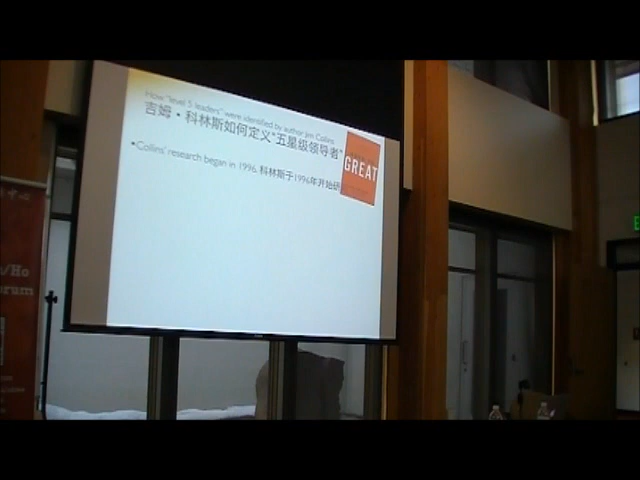 How "level 5 leaders" were identified by author Jim Collins
吉姆·科林斯如何定义"五星级领导者"
GREAT
•Collins' research began in 1996. 科林斯于1996年开始研
/Ho
orum
E